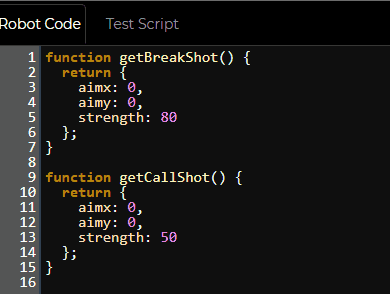 Robot Code Test Script
1 function getBreakShot() {
2   return {
3     aimx: 0,
4     aimy: 0,
5     strength: 80
6   };
7 }
8
9 function getCallShot() {
10   return {
11     aimx: 0,
12     aimy: 0,
13     strength: 50
14   };
15 }
16